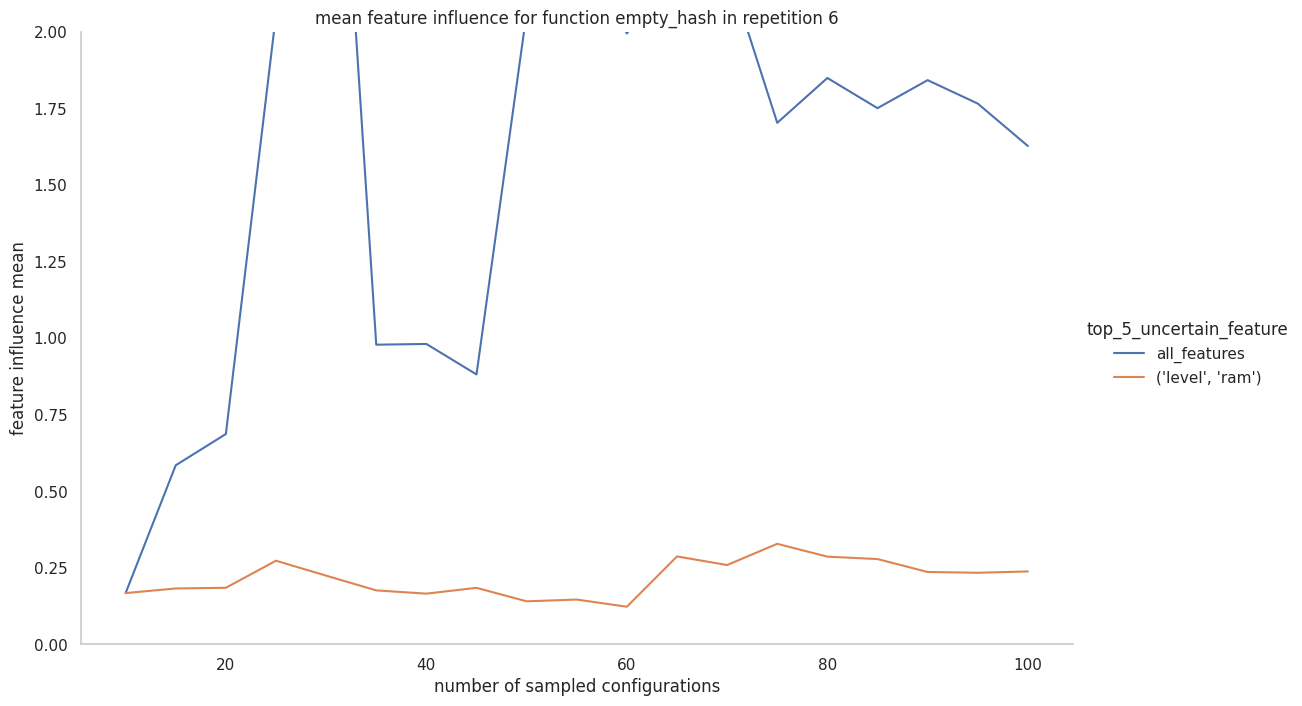 mean feature influence for function empty_hash in repetition 6
2.00
1.75
1.50
1.25
1.00
0.75
0.50
0.25
0.00
feature influence mean
20
40
60
80
100
number of sampled configurations
top_5_uncertain_feature
all_features
('level', 'ram')